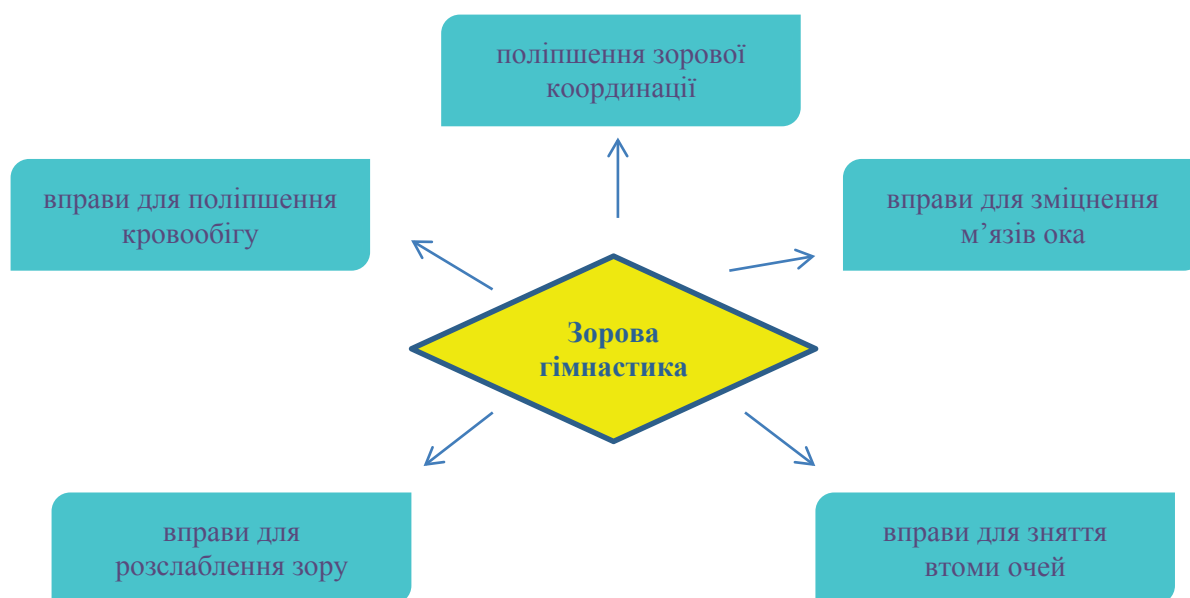 поліпшення зорової
координації
вправи для поліпшення
кровообігу
вправи для зміцнення
м’язів ока
Зорова
гімнастика
вправи для
розслаблення зору
вправи для зняття
втоми очей